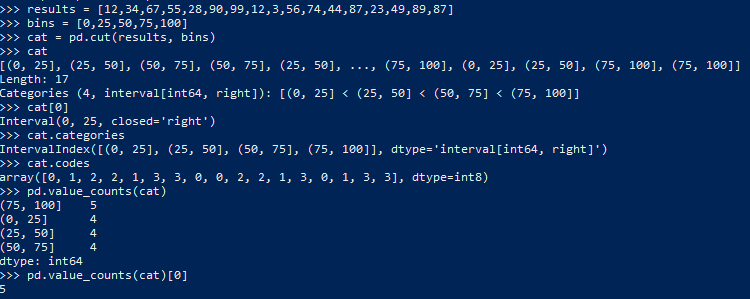 >>> results = [12,34,67,55,28,90,99,12,3,56,74,44,87,23,49,89,87]
>>> bins = [0,25,50,75,100]
>>> cat = pd.cut(results, bins)
>>> cat
[(0, 25], (25, 50], (50, 75], (50, 75], (25, 50], ..., (75, 100], (0, 25], (25, 50], (75, 100], (75, 100]]
Length: 17
Categories (4, interval[int64, right]): [(0, 25] < (25, 50] < (50, 75] < (75, 100]]
>>> cat[0]
Interval(0, 25, closed='right')
>>> cat.categories
IntervalIndex([(0, 25], (25, 50], (50, 75], (75, 100]], dtype='interval[int64, right]')
>>> cat.codes
array([0, 1, 2, 2, 1, 3, 3, 0, 0, 2, 2, 1, 3, 0, 1, 3, 3], dtype=int8)
>>> pd.value_counts(cat)
(75, 100]    5
(0, 25]      4
(25, 50]     4
(50, 75]     4
dtype: int64
>>> pd.value_counts(cat)[0]
5